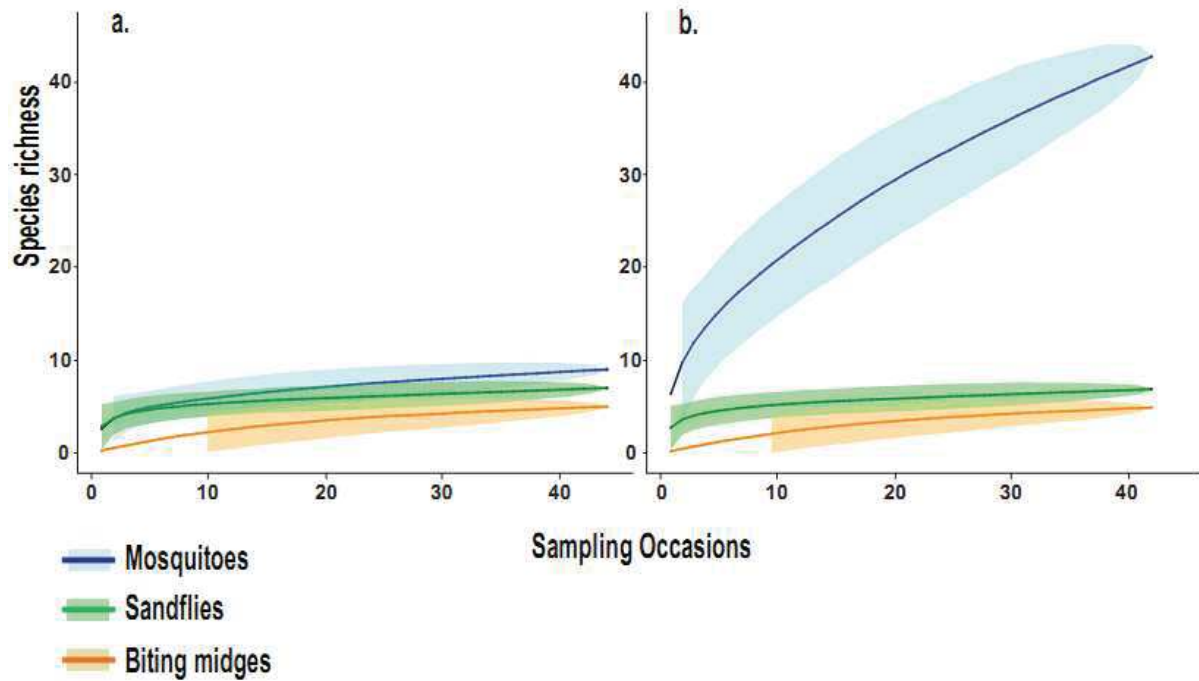 a.
b.
Species richness
40
30
20
10
0
0 10 20 30 40
40
30
20
10
0
0 10 20 30 40
Sampling Occasions
Mosquitoes
Sandflies
Biting midges